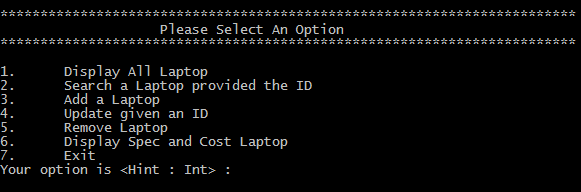 ************************************************************************
Please Select An Option
************************************************************************
1. Display All Laptop
2. Search a Laptop provided the ID
3. Add a Laptop
4. Update given an ID
5. Remove Laptop
6. Display Spec and Cost Laptop
7. Exit
Your option is <Hint : Int> :